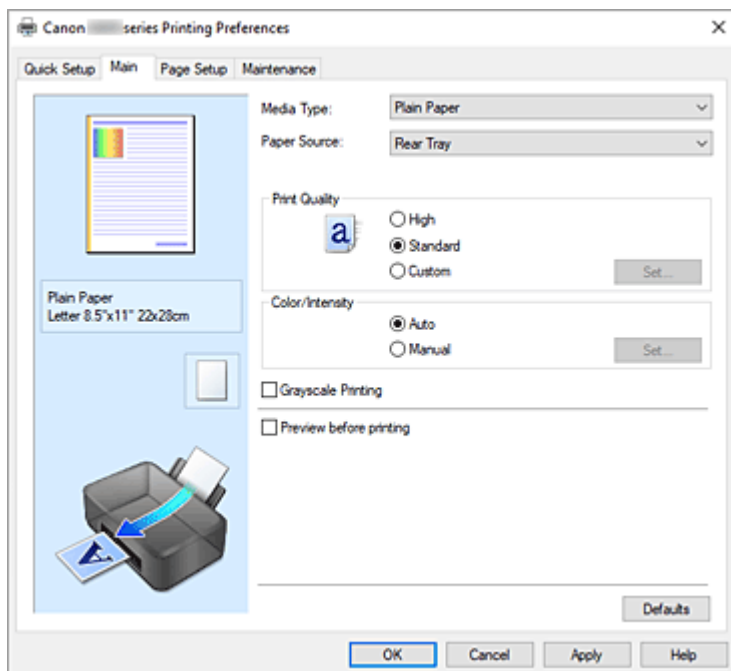 Canon series Printing Preferences
Quick Setup Main Page Setup Maintenance
Media Type: Plain Paper
Paper Source: Rear Tray
Print Quality
a
High
Standard
Custom Set...
Plain Paper
Letter 8.5"x11" 22x28cm
Color/Intensity
Auto
Manual Set...
Grayscale Printing
Preview before printing
A
Defaults
OK Cancel Apply Help